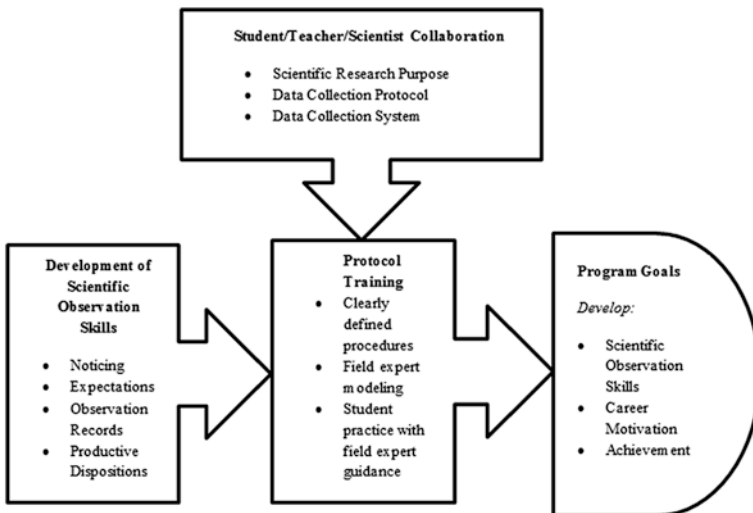 Student/Teacher/Scientist Collaboration
• Scientific Research Purpose
• Data Collection Protocol
• Data Collection System
Development of
Scientific
Observation
Skills
• Noticing
• Expectations
• Observation
Records
• Productive
Dispositions
Protocol
Training
• Clearly
defined
procedures
• Field expert
modeling
• Student
practice with
field expert
guidance
Program Goals
Develop:
• Scientific
Observation
Skills
• Career
Motivation
• Achievement